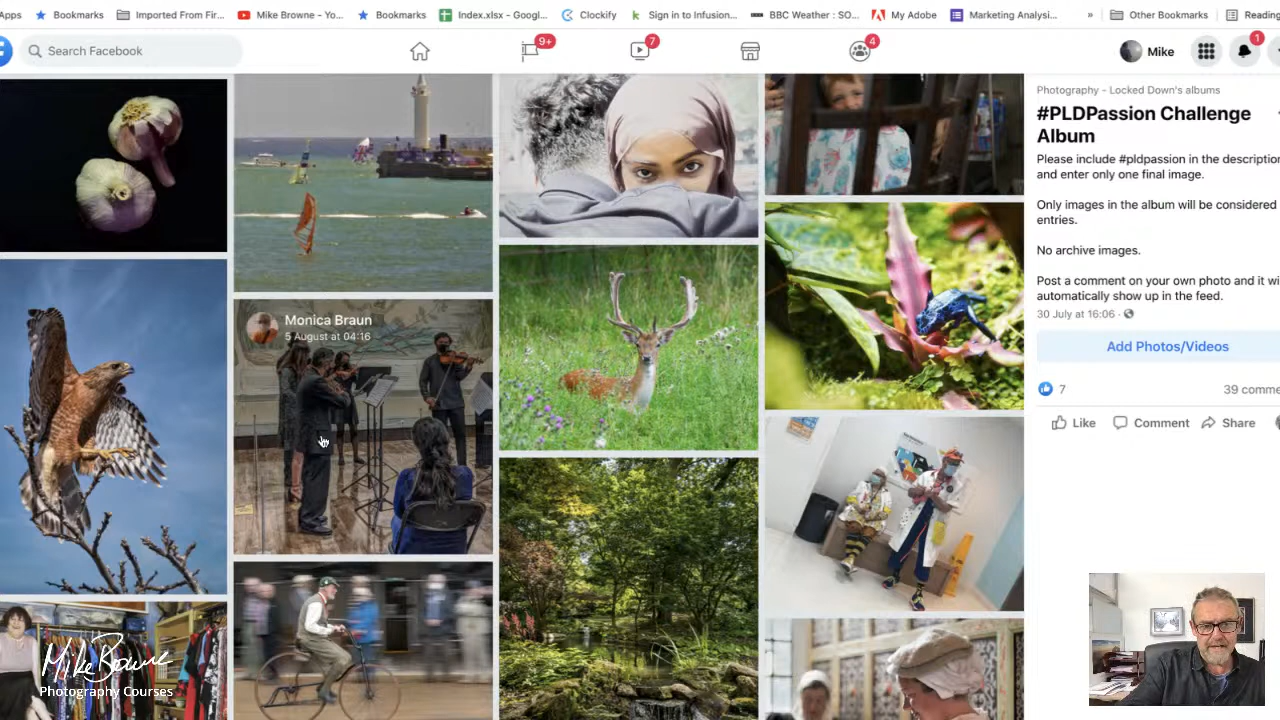 Apps
Bookmarks
Imported From Fir...
Mike Browne - Yo...
Bookmarks
Index.xlsx - Googl...
Clockify
Sign in to Infusion...
BBC Weather : SO...
My Adobe
Marketing Analysi...
»
Other Bookmarks
Reading
Search Facebook
9+
7
4
Mike
1
Photography - Locked Down's albums
#PLDPassion Challenge
Album
Please include #pldpassion in the description
and enter only one final image.
Only images in the album will be considered
entries.
No archive images.
Post a comment on your own photo and it wi
automatically show up in the feed.
30 July at 16:06 ·
Add Photos/Videos
7
39 comme
Like
Comment
Share
Monica Braun
5 August at 04:16
Mike Browne
Photography Courses